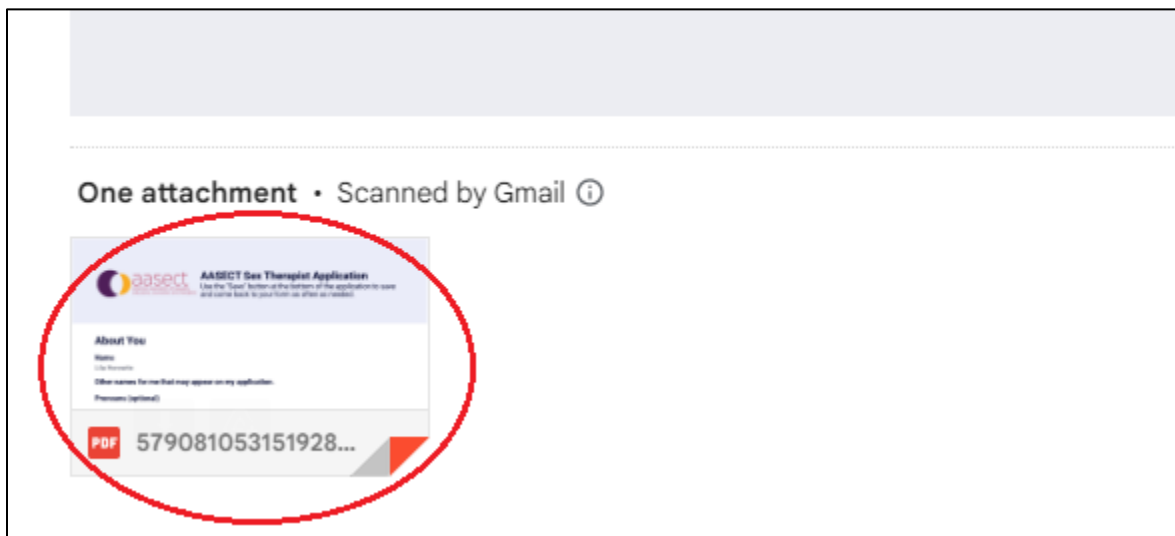 One attachment • Scanned by Gmail
aasect
AASECT Sex Therapist Application
Use the "Save" button at the bottom of the application to save
and come back to your form as often as needed.
About You
Name
Other names for me that may appear on my application.
Pronouns (optional)
PDF 579081053151928...